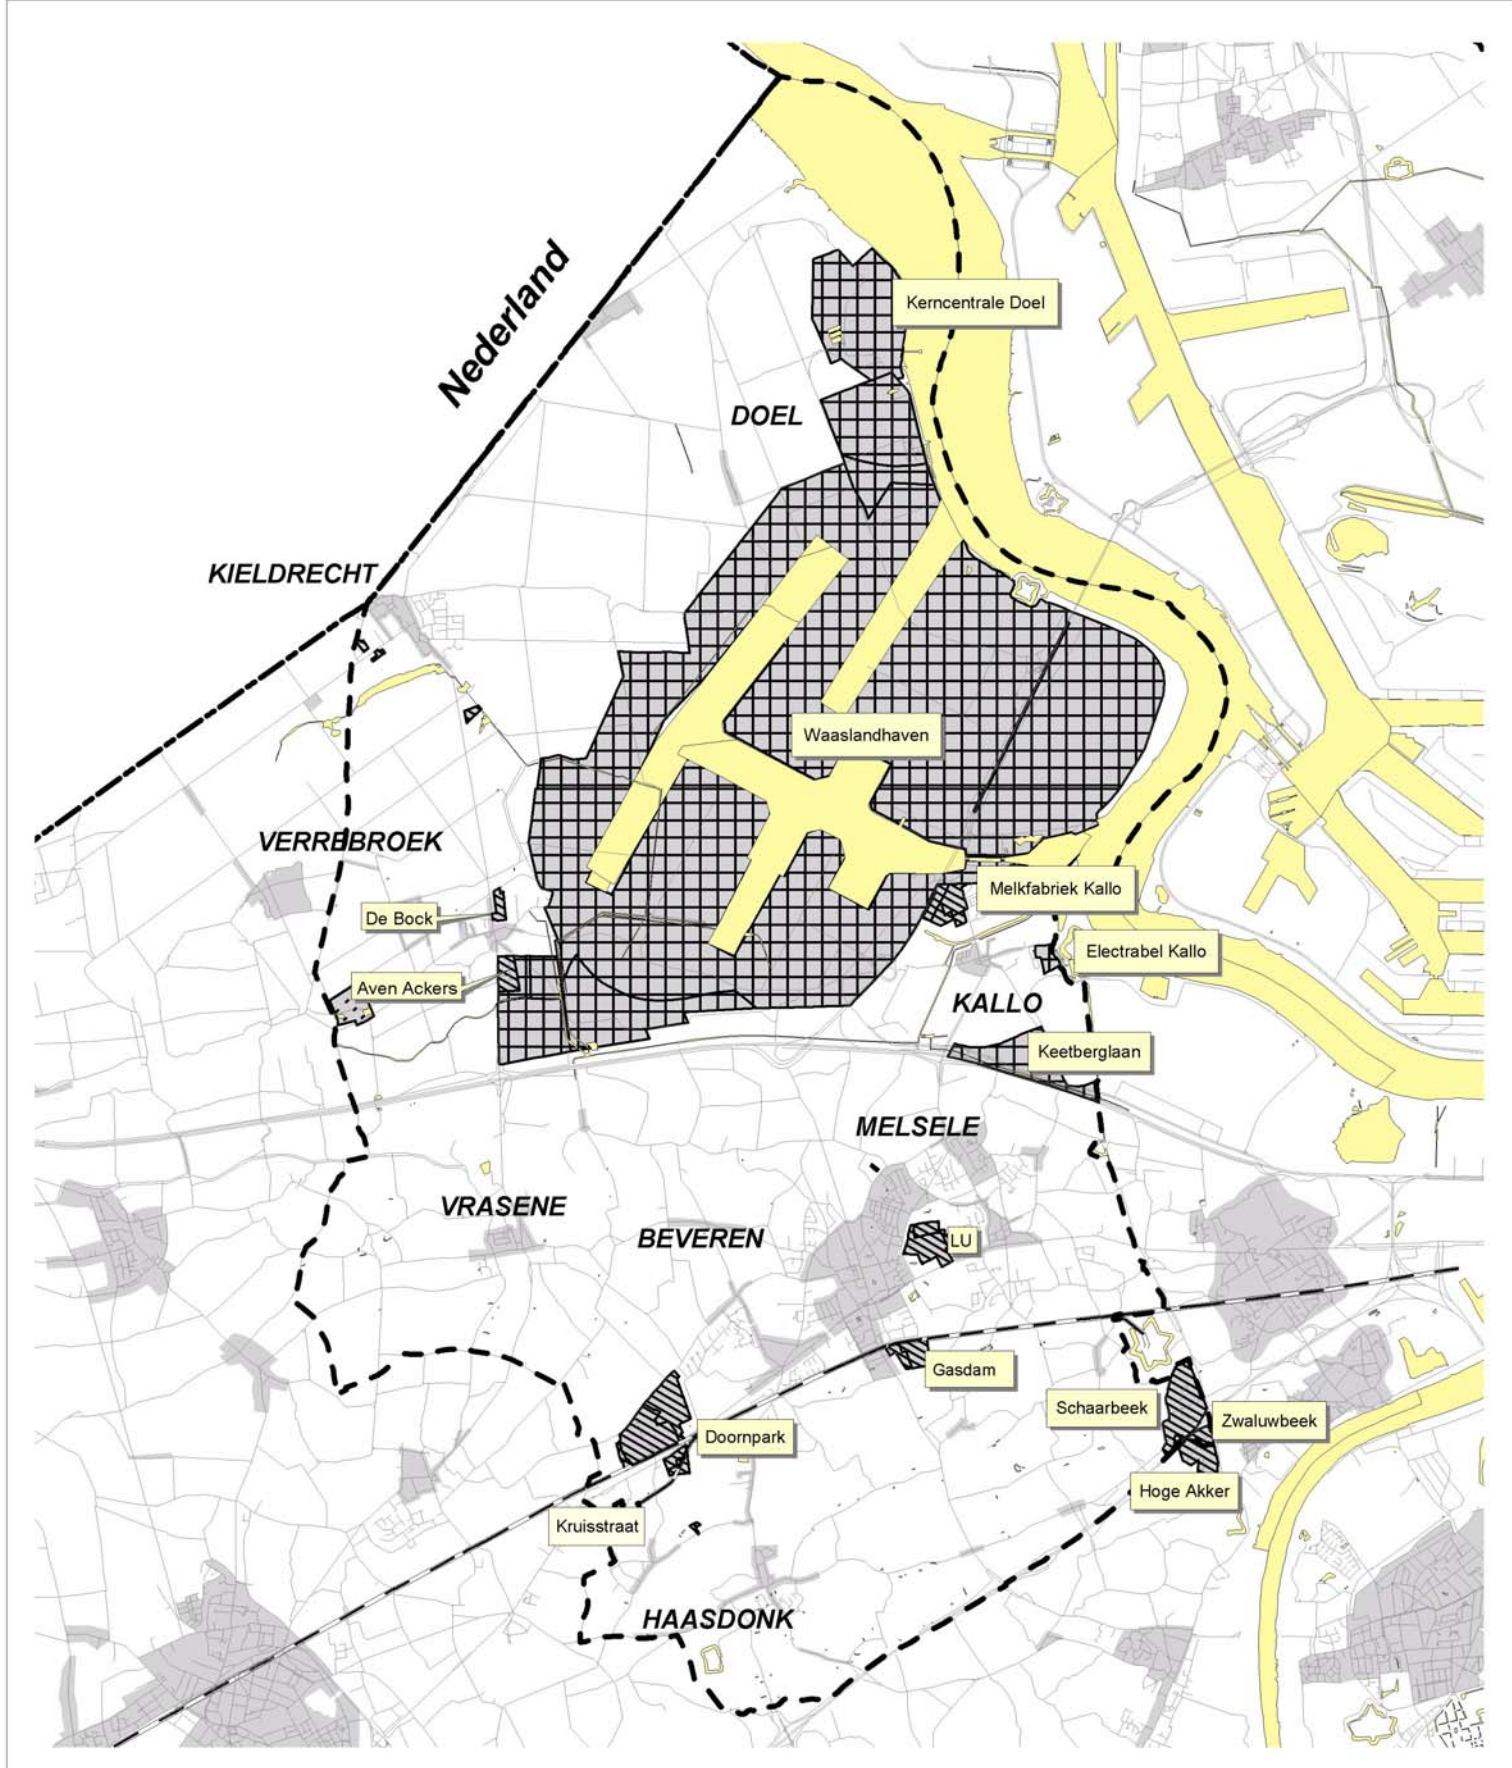 Nederland
Kerncentrale Doel
DOEL
KIELDRECHT
Waaslandhaven
VERREBROEK
De Bock
Melkfabriek Kallo
Electrabel Kallo
Aven Ackers
KALLO
Keetberglaan
MELSELE
VRASENE
BEVEREN
LU
Gasdam
Schaarbeek
Zwaluwbeek
Doornpark
Hoge Akker
Kruisstraat
HAASDONK